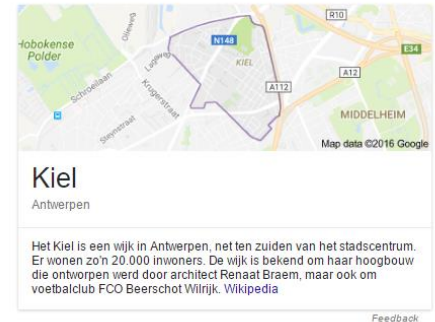 R10
Hobokense
Polder
Olieweg
N148
E34
Lageweg
KIEL
Schroeilaan
Krugerstraat
A12
A112
Steynstraat
MIDDELHEIM
Map data ©2016 Google
Kiel
Antwerpen
Het Kiel is een wijk in Antwerpen, net ten zuiden van het stadscentrum.
Er wonen zo'n 20.000 inwoners. De wijk is bekend om haar hoogbouw
die ontworpen werd door architect Renaat Braem, maar ook om
voetbalclub FCO Beerschot Wilrijk. Wikipedia
Feedback